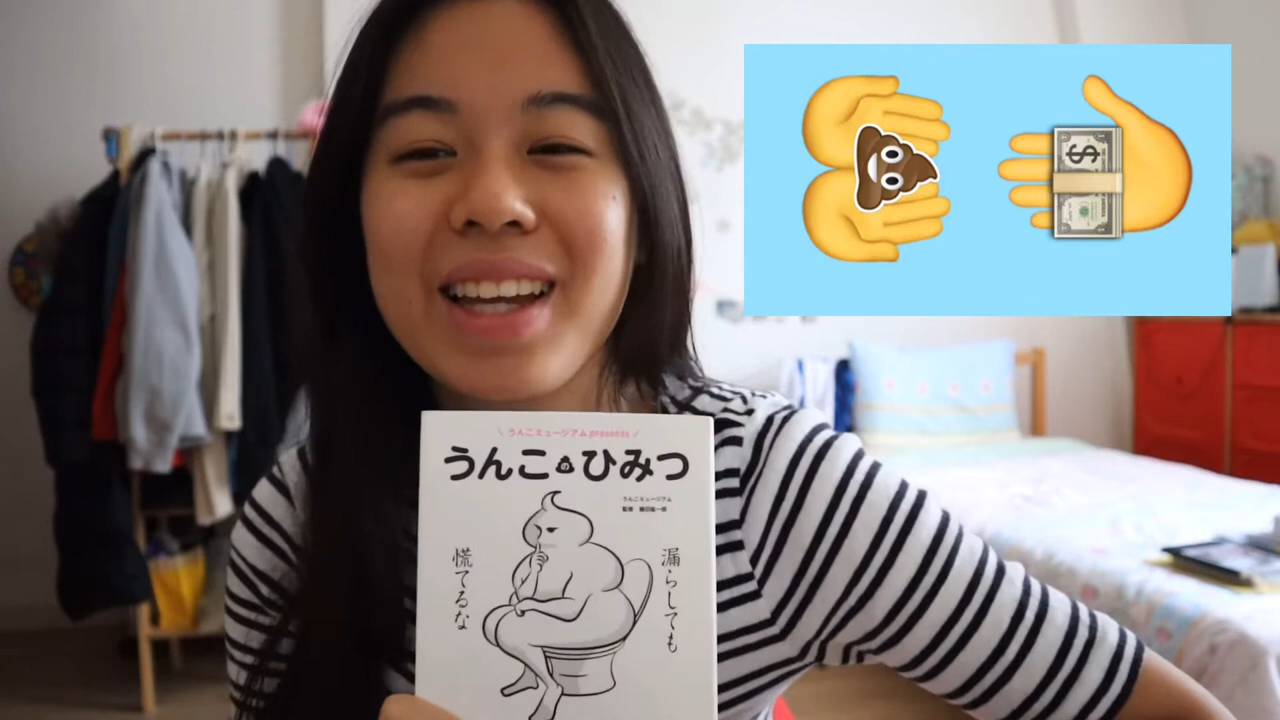 \ うんこミュージアム presents /
うんこ ひみつ
うんこミュージアム
漏らしても
慌てるな
$